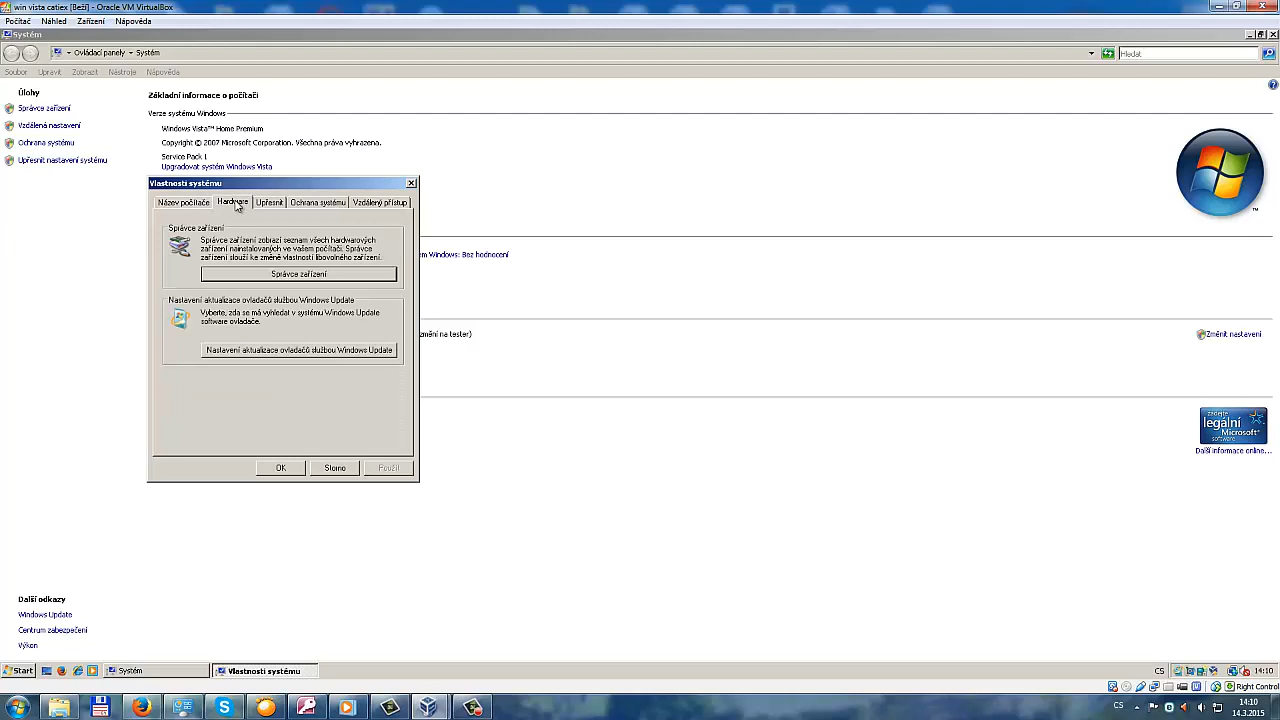 win vista catiex [Beží] - Oracle VM VirtualBox
Počítač Náhled Zařízení Nápověda
Systém
Ovládací panely Systém
Hledat
Soubor Upravit Zobrazit Nástroje Nápověda
Úlohy
Správce zařízení
Vzdálená nastavení
Ochrana systému
Upřesnit nastavení systému
Základní informace o počítači
Verze systému Windows
Windows Vista™ Home Premium
Copyright © 2007 Microsoft Corporation. Všechna práva vyhrazena.
Service Pack 1
Upgradovat systém Windows Vista
Vlastnosti systému
Název počítače Hardware Upřesnit Ochrana systému Vzdálený přístup
Správce zařízení
Správce zařízení zobrazí seznam všech hardwarových
zařízení nainstalovaných ve vašem počítači. Správce
zařízení slouží ke změně vlastností libovolného zařízení.
Správce zařízení
Nastavení aktualizace ovladačů službou Windows Update
Vyberte, zda se má vyhledat v systému Windows Update
software ovladače.
Nastavení aktualizace ovladačů službou Windows Update
OK Storno Použít
em Windows: Bez hodnocení
změní na tester)
Změnit nastavení
žádejte
legální
Microsoft®
software
Další informace online...
Další odkazy
Windows Update
Centrum zabezpečení
Výkon
Start Systém Vlastnosti systému CS 14:10
Right Control
CS 14:10
14.3.2015